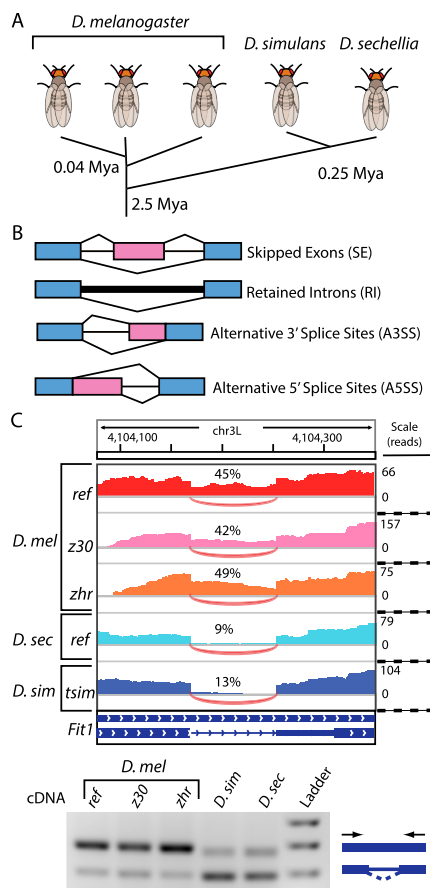 A
D. melanogaster
D. simulans
D. sechellia
0.04 Mya
0.25 Mya
2.5 Mya
B
Skipped Exons (SE)
Retained Introns (RI)
Alternative 3' Splice Sites (A3SS)
Alternative 5' Splice Sites (A5SS)
C
chr3L
Scale
(reads)
4,104,100
4,104,300
D. mel
ref
45%
66
0
z30
42%
157
0
zhr
49%
75
0
D. sec
ref
9%
79
0
D. sim
tsim
13%
104
0
Fit1
D. mel
cDNA
ref
z30
zhr
D. sim
D. sec
Ladder